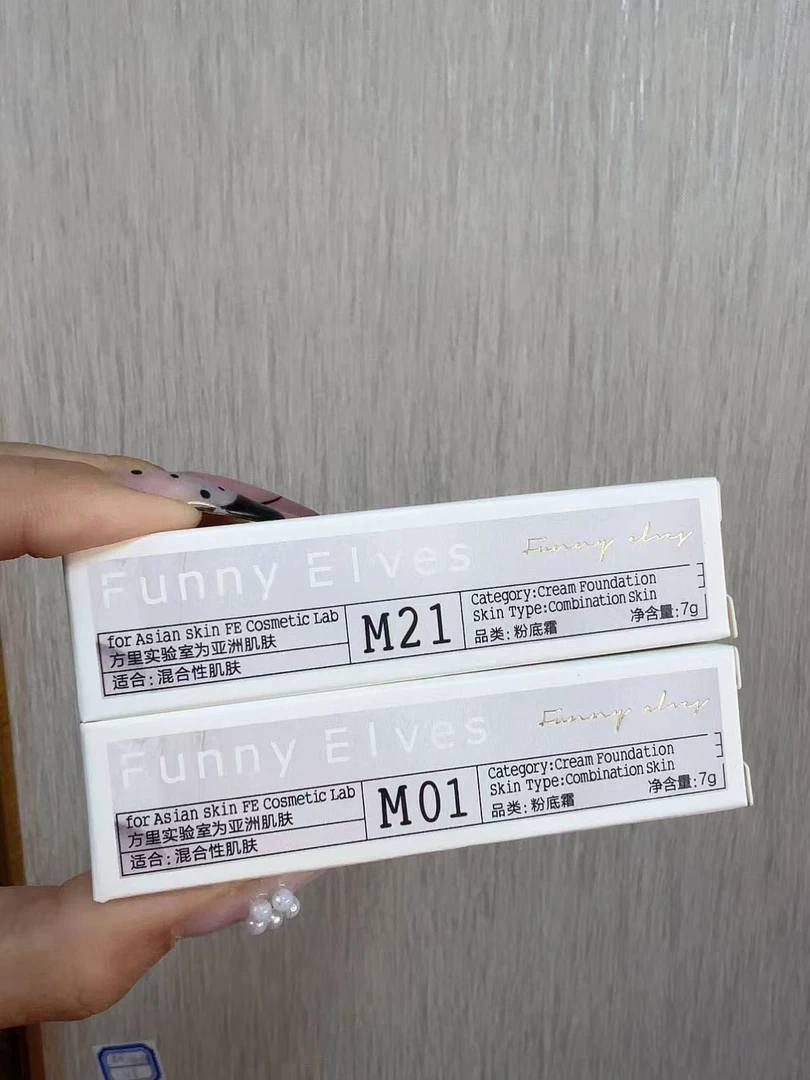 Funny Elves
Funny elves
for Asian skin FE Cosmetic Lab
方里实验室为亚洲肌肤
适合:混合性肌肤
M21
Category:Cream Foundation
Skin Type:Combination Skin
品类:粉底霜
净含量:7g
Funny Elves
Funny elves
for Asian skin FE Cosmetic Lab
方里实验室为亚洲肌肤
适合:混合性肌肤
M01
Category:Cream Foundation
Skin Type:Combination Skin
品类:粉底霜
净含量:7g